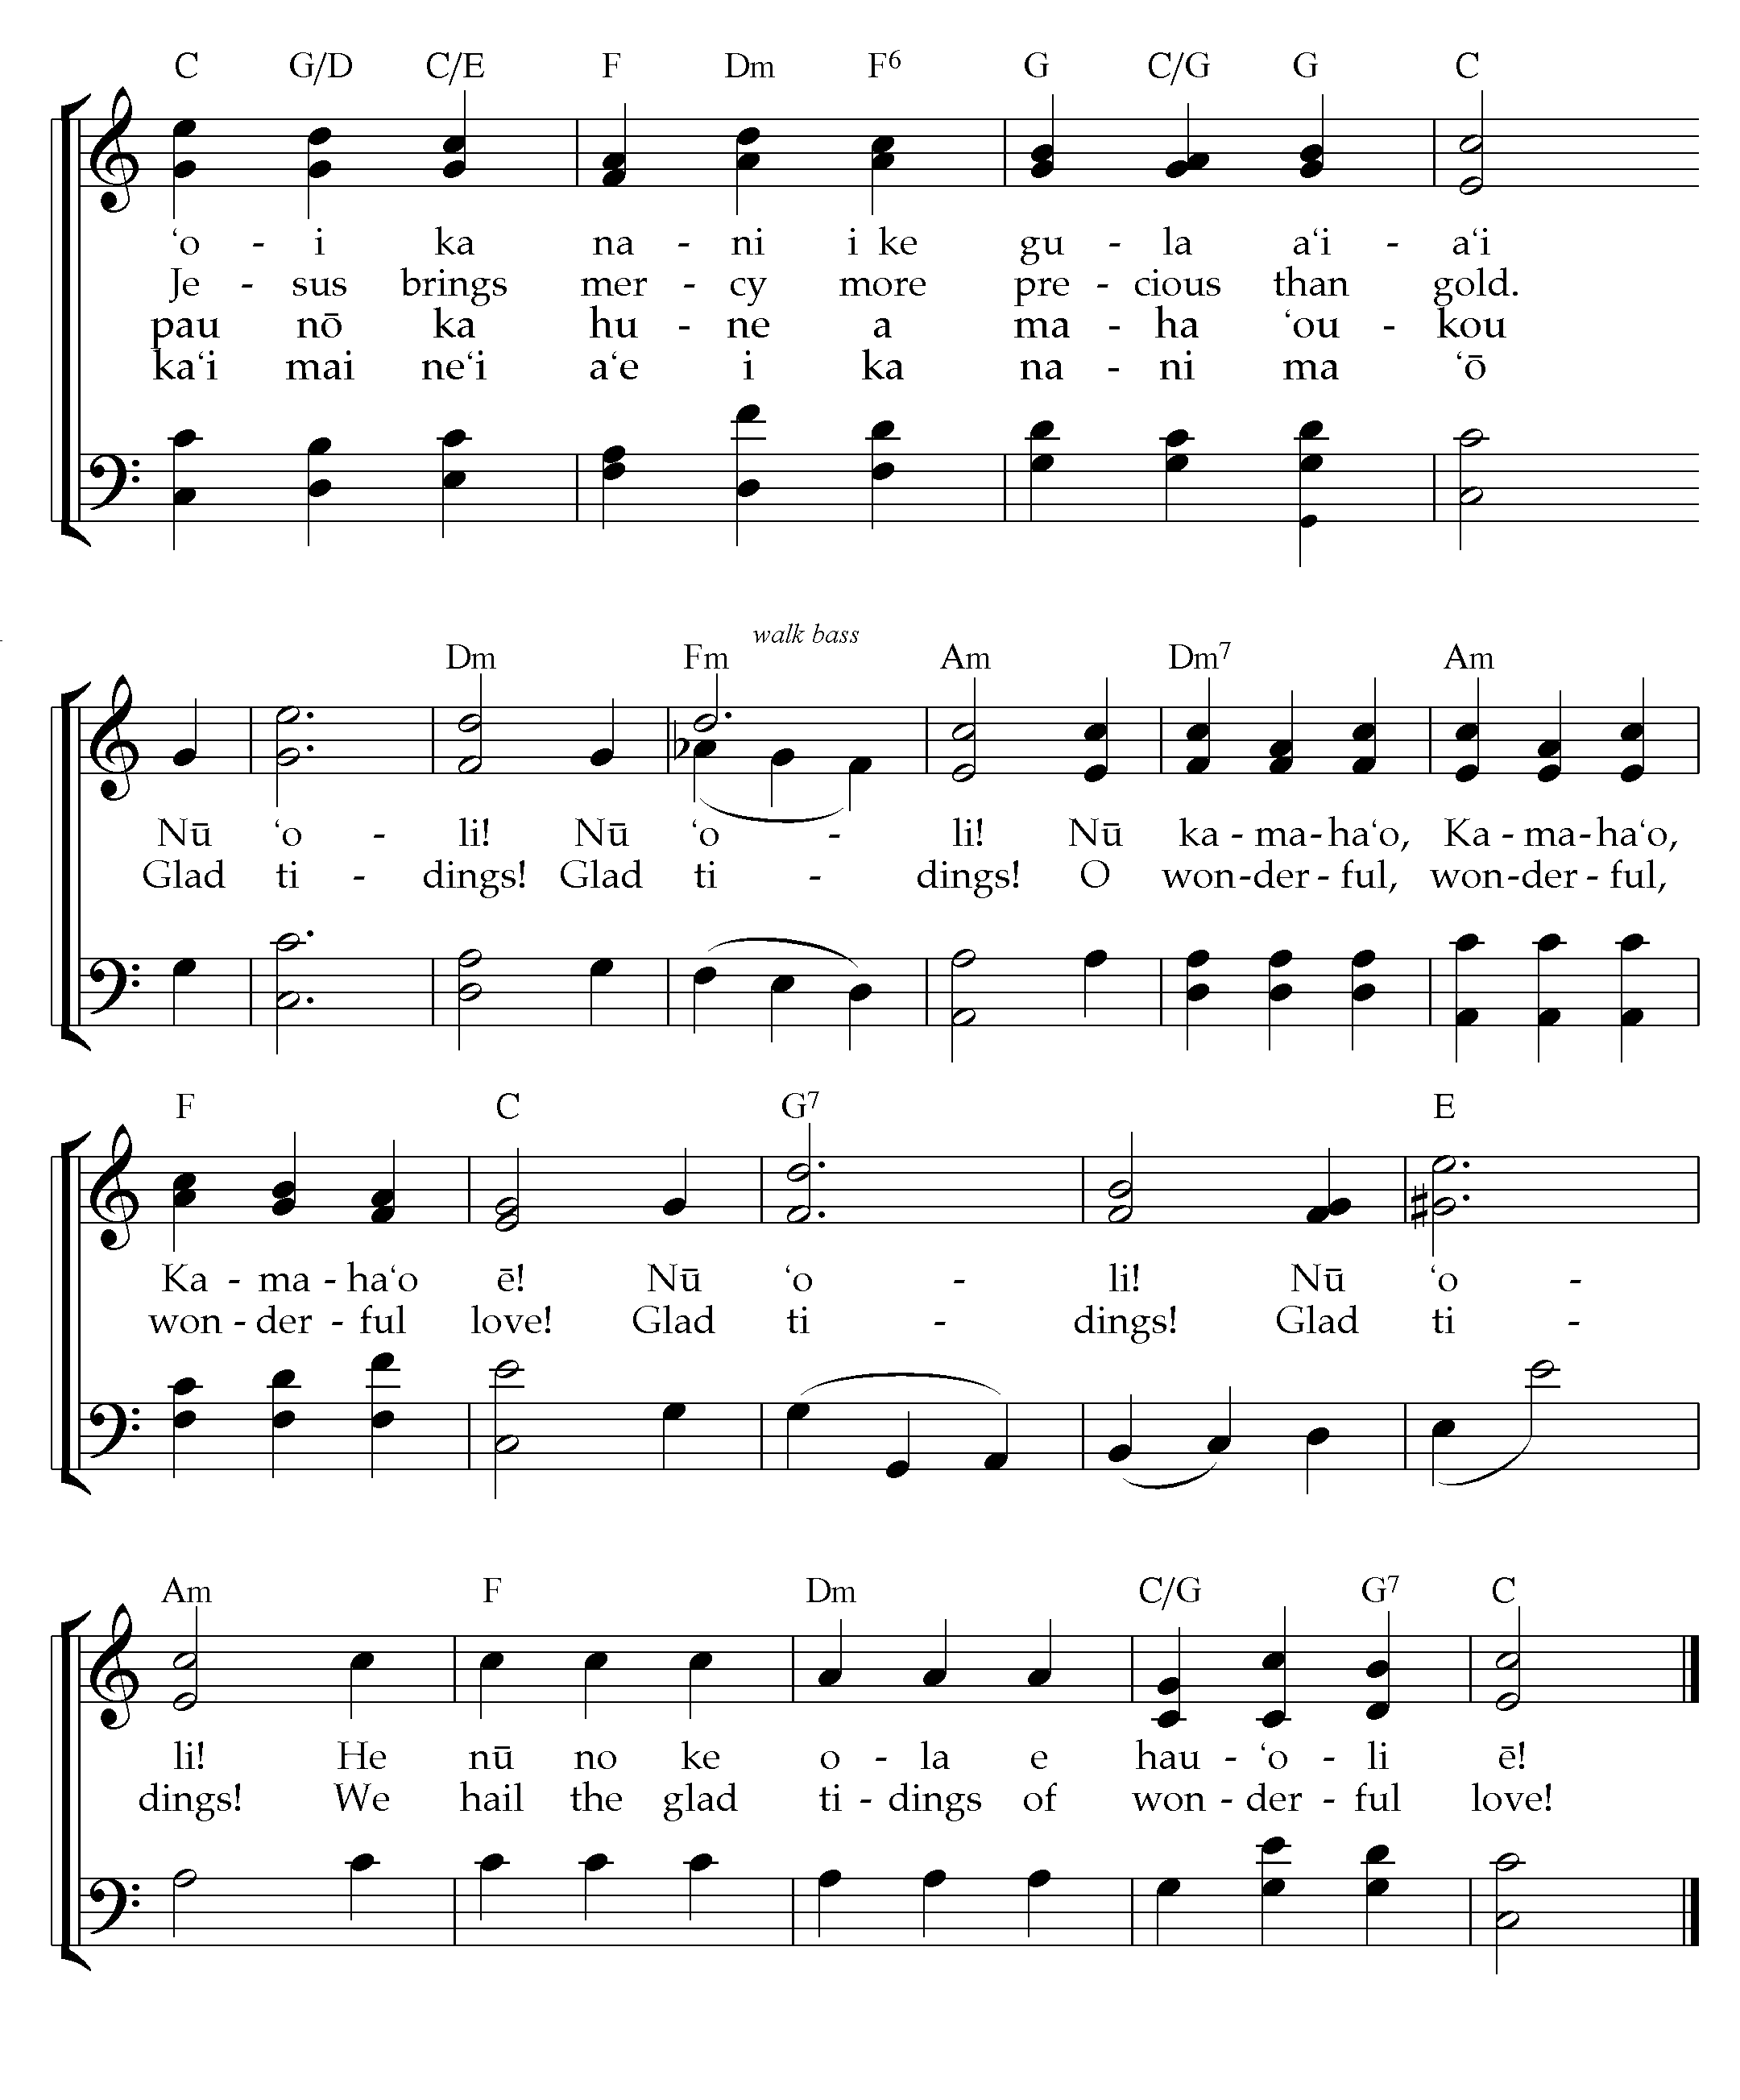 C G/D C/E F Dm F6 G C/G G C
ʻo - i ka na - ni i ke gu - la aʻi - aʻi
Je - sus brings mer - cy more pre - cious than gold.
pau nō ka hu - ne a ma - ha ʻou - kou
kaʻi mai neʻi aʻe i ka na - ni ma ʻō
walk bass
Dm Fm Am Dm7 Am
Nū ʻo - li! Nū ʻo - li! Nū ka - ma - haʻo, Ka - ma - haʻo,
Glad ti - dings! Glad ti - dings! O won - der - ful, won - der - ful,
F C G7 E
Ka - ma - haʻo ē! Nū ʻo - li! Nū ʻo -
won - der - ful love! Glad ti - dings! Glad ti -
Am F Dm C/G G7 C
li! He nū no ke o - la e hau - ʻo - li ē!
dings! We hail the glad ti - dings of won - der - ful love!